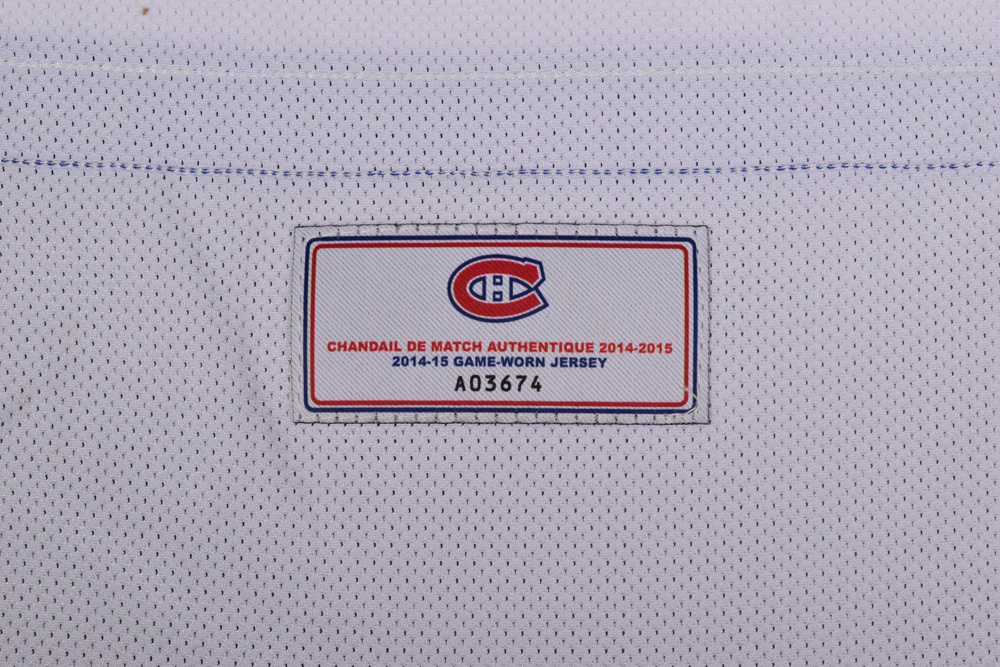 CHANDAIL DE MATCH AUTHENTIQUE 2014-2015
2014-15 GAME-WORN JERSEY
A03674